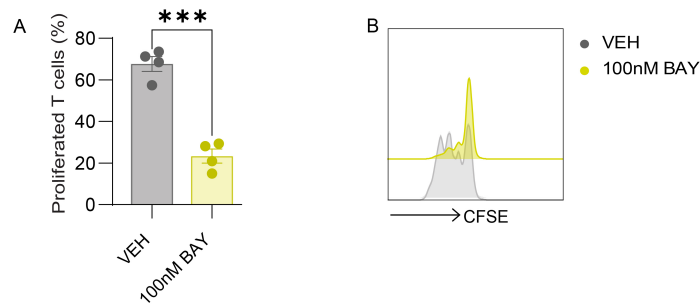 A
***
Proliferated T cells (%)
80
60
40
20
0
VEH
100nM BAY
B
VEH
100nM BAY
CFSE